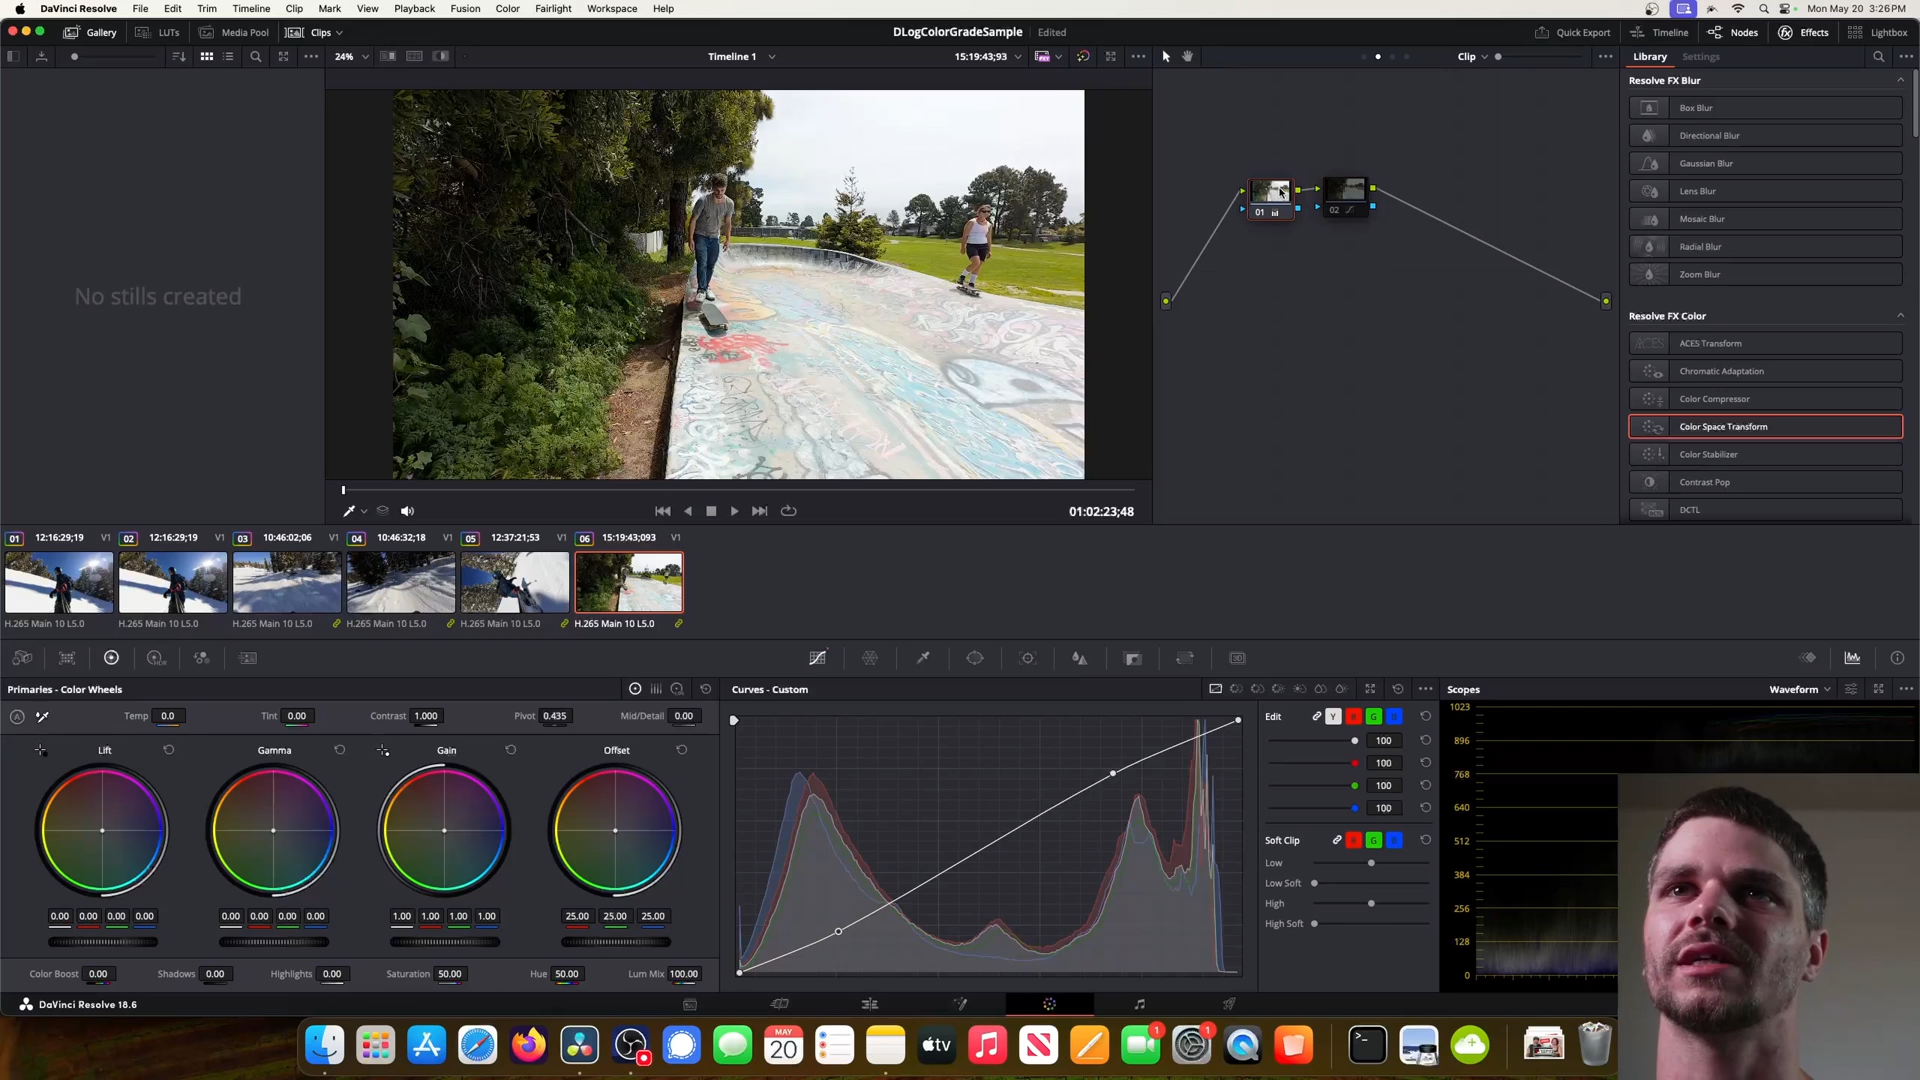 DaVinci Resolve File Edit Trim Timeline Clip Mark View Playback Fusion Color Fairlight Workspace Help
Mon May 20 3:26 PM
Gallery LUTs Media Pool Clips
DLogColorGradeSample Edited
Quick Export Timeline Nodes Effects Lightbox
24%
Timeline 1
15:19:43;93
Clip
Library Settings
Resolve FX Blur
Box Blur
Directional Blur
Gaussian Blur
Lens Blur
Mosaic Blur
Radial Blur
Zoom Blur
Resolve FX Color
ACES Transform
Chromatic Adaptation
Color Compressor
Color Space Transform
Color Stabilizer
Contrast Pop
DCTL
No stills created
01
02
01:02:23;48
01 12:16:29;19 V1
02 12:16:29;19 V1
03 10:46:02;06 V1
04 10:46:32;18 V1
05 12:37:21;53 V1
06 15:19:43;093 V1
H.265 Main 10 L5.0
H.265 Main 10 L5.0
H.265 Main 10 L5.0
H.265 Main 10 L5.0
H.265 Main 10 L5.0
H.265 Main 10 L5.0
Primaries - Color Wheels
Temp 0.0 Tint 0.00 Contrast 1.000 Pivot 0.435 Mid/Detail 0.00
Lift Gamma Gain Offset
0.00 0.00 0.00 0.00
0.00 0.00 0.00 0.00
1.00 1.00 1.00 1.00
25.00 25.00 25.00
Color Boost 0.00 Shadows 0.00 Highlights 0.00 Saturation 50.00 Hue 50.00 Lum Mix 100.00
Curves - Custom
Edit Y R G B
100
100
100
100
Soft Clip R G B
Low
Low Soft
High
High Soft
Scopes
Waveform
1023
896
768
640
512
384
256
128
0
DaVinci Resolve 18.6
MAY
20
tv
1
1